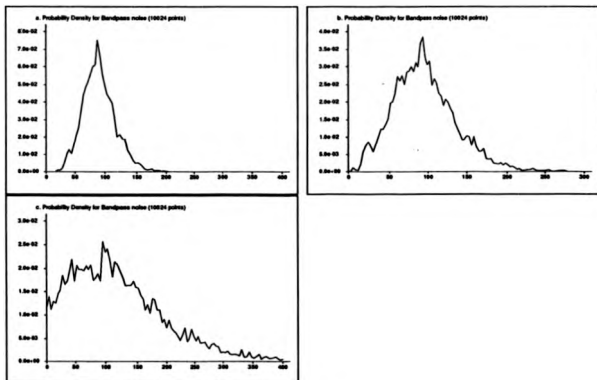 a. Probability Density for Bandpass noise (10024 points)
8.0e-02
7.0e-02
6.0e-02
5.0e-02
4.0e-02
3.0e-02
2.0e-02
1.0e-02
0.0e+00
0 50 100 150 200 250 300 350 400
b. Probability Density for Bandpass noise (10024 points)
4.0e-02
3.5e-02
3.0e-02
2.5e-02
2.0e-02
1.5e-02
1.0e-02
5.0e-03
0.0e+00
0 50 100 150 200 250 300
c. Probability Density for Bandpass noise (10024 points)
3.0e-02
2.5e-02
2.0e-02
1.5e-02
1.0e-02
5.0e-03
0.0e+00
0 50 100 150 200 250 300 350 400